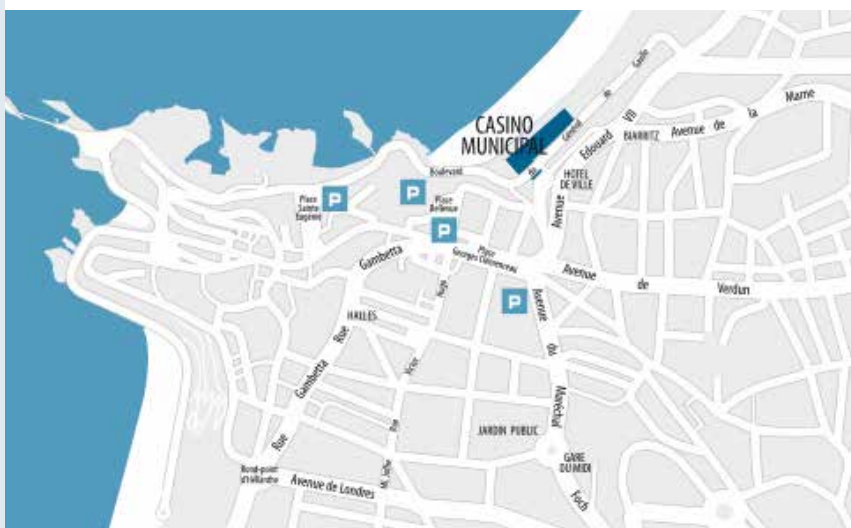 CASINO
MUNICIPAL
Boulevard
du
Général
de
Gaulle
Avenue
Edouard
VII
BIARRITZ
Avenue de la Marne
HOTEL
DE VILLE
Place
Sainte
Eugénie
P
P
Place
Bellevue
P
Place
Georges Clémenceau
Avenue de Verdun
P
Rue Gambetta
Gambetta
HALLES
Rue Victor Hugo
Avenue du Maréchal Foch
JARDIN PUBLIC
GARE
DU MIDI
Rond-point
d'Hélianthe
Avenue de Londres